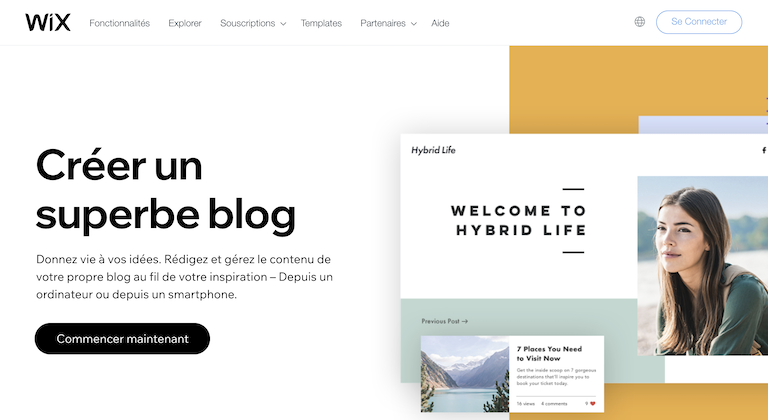 WiX
Fonctionnalités
Explorer
Souscriptions
Templates
Partenaires
Aide
Se Connecter
Créer un
superbe blog
Donnez vie à vos idées. Rédigez et gérez le contenu de
votre propre blog au fil de votre inspiration – Depuis un
ordinateur ou depuis un smartphone.
Commencer maintenant
Hybrid Life
f
WELCOME TO
HYBRID LIFE
Previous Post →
7 Places You Need
to Visit Now
Get the inside scoop on 7 gorgeous
destinations that'll inspire you to
book your ticket today.
16 views 4 comments 9